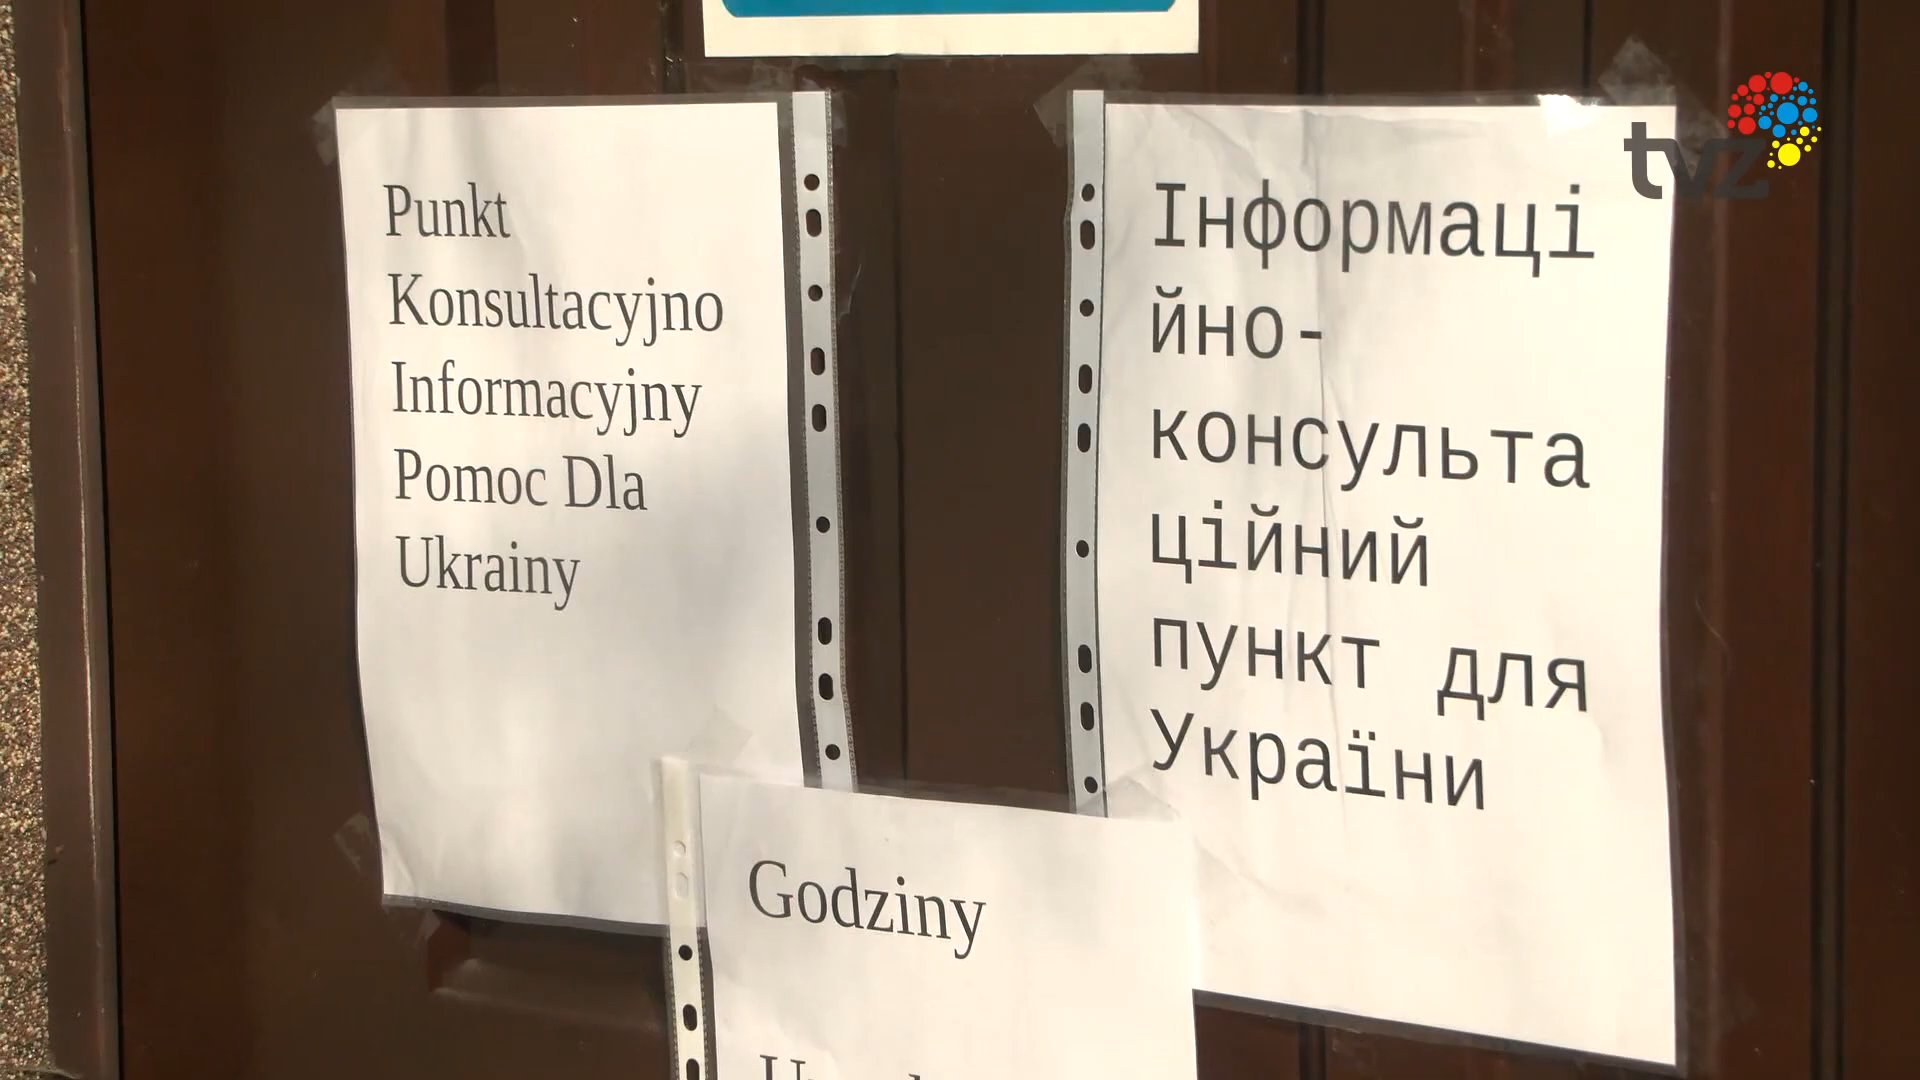 Punkt
Konsultacyjno
Informacyjny
Pomoc Dla
Ukrainy
Інформаці
йно-
консульта
ційний
пункт для
України
Godziny
tvz